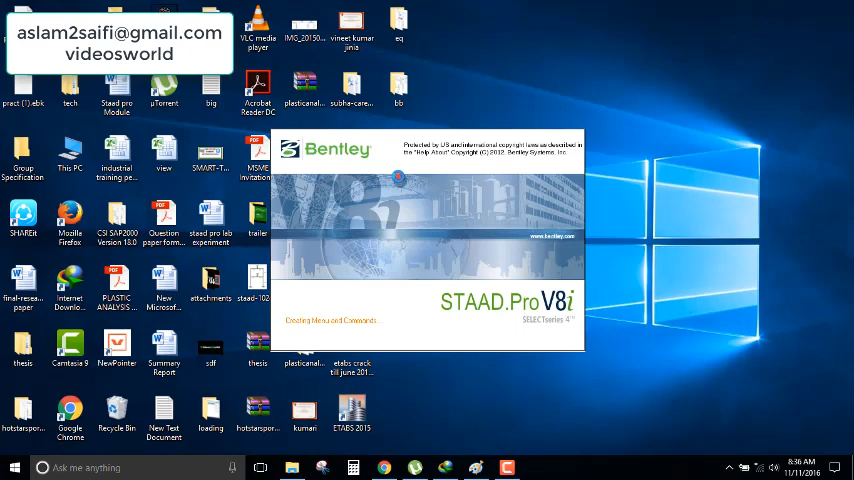 aslam2saifi@gmail.com
videosworld
VLC media
player
IMG_20150...
vineet kumar
jinia
eq
pract (1).ebk
tech
Staad pro
Module
µTorrent
big
Acrobat
Reader DC
plasticanal...
subha-care...
bb
Group
Specification
This PC
industrial
training pe...
view
SMART-T...
MSME
Invitation
SHAREit
Mozilla
Firefox
CSI SAP2000
Version 18.0
Question
paper form...
staad pro lab
experiment
trailer
final-resea...
paper
Internet
Downlo...
PLASTIC
ANALYSIS ...
New
Microsof...
attachments
staad-102
plasticanal...
thesis
Camtasia 9
NewPointer
Summary
Report
sdf
thesis
plasticanal...
etabs crack
till june 201...
hotstarspor...
Google
Chrome
Recycle Bin
New Text
Document
loading
hotstarspor...
kumari
ETABS 2015
Bentley
Protected by US and international copyright laws as described in
the "Help About" Copyright (C) 2012, Bentley Systems, Inc.
V8i
www.bentley.com
STAAD.Pro V8i
SELECTseries 4™
Creating Menu and Commands...
Ask me anything
8:36 AM
11/11/2016